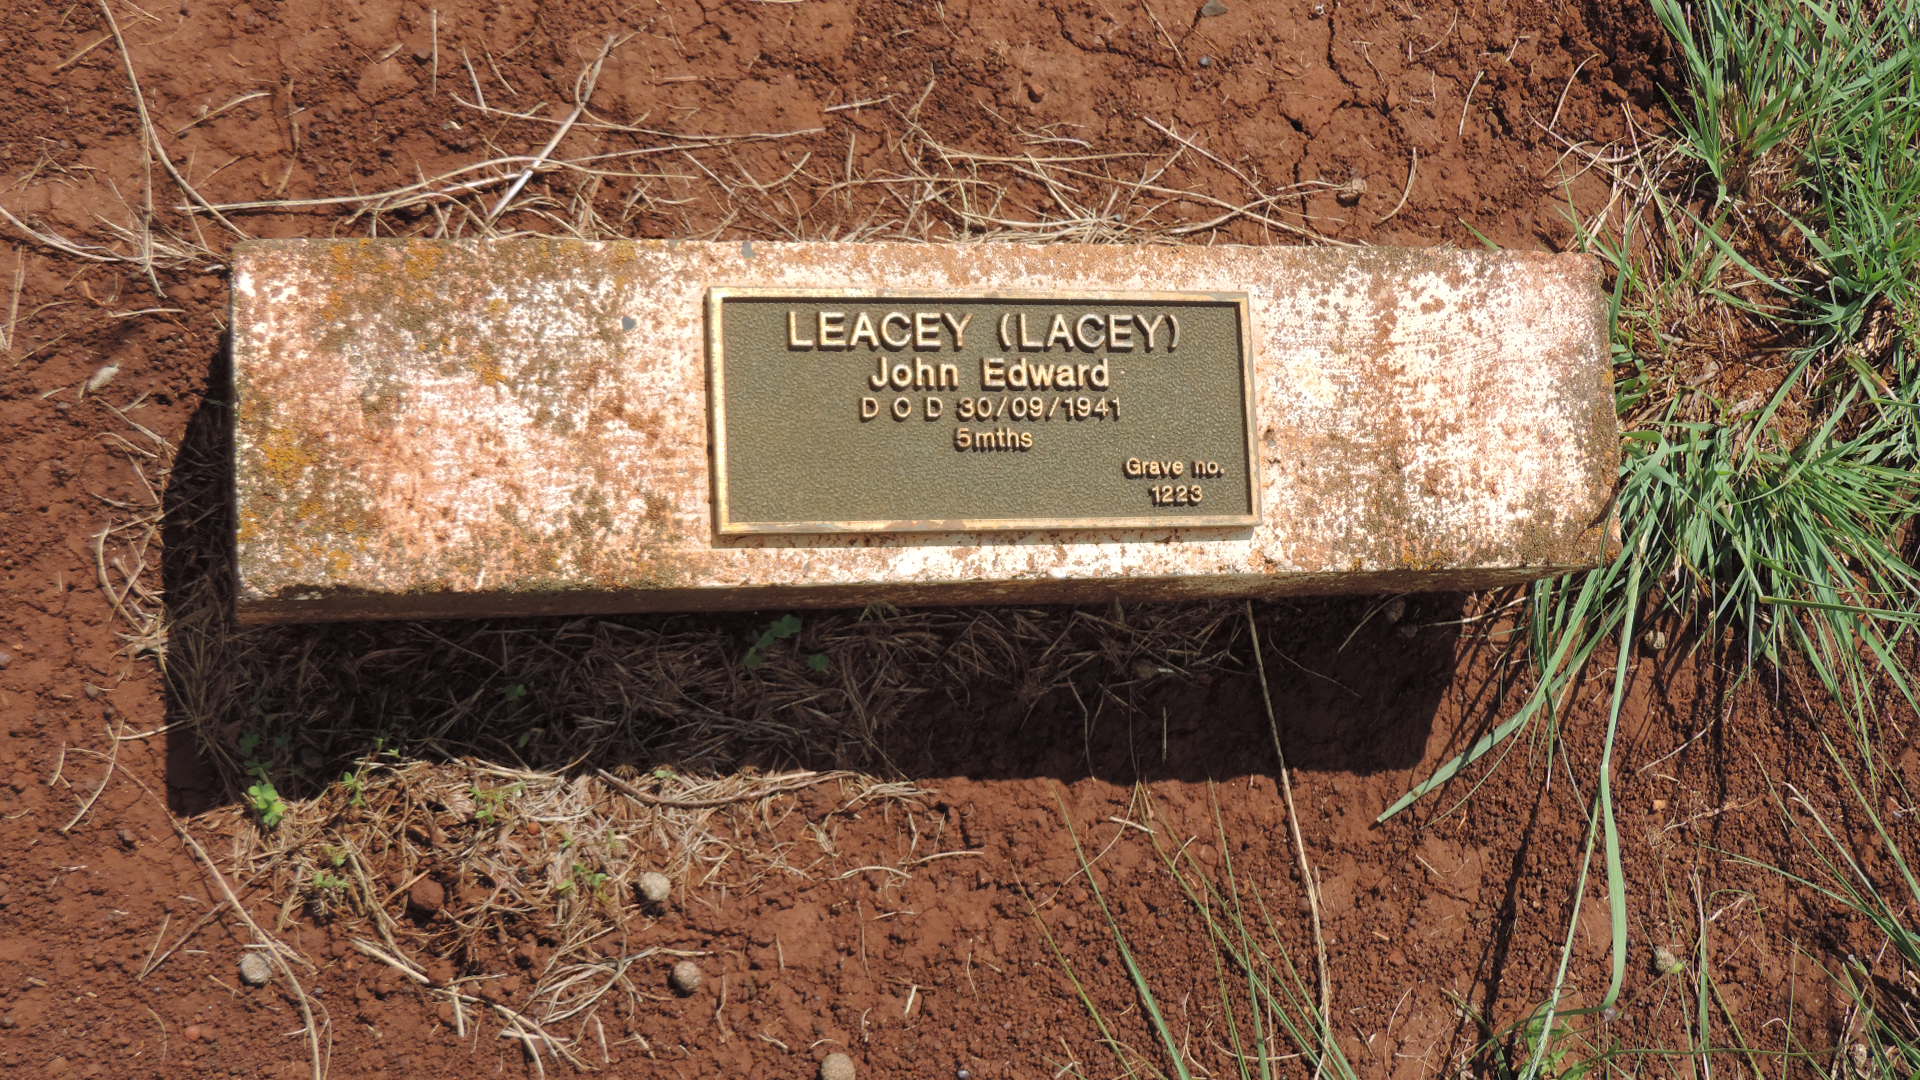 LEACEY (LACEY)
John Edward
D O D 30/09/1941
5mths
Grave no.
1223